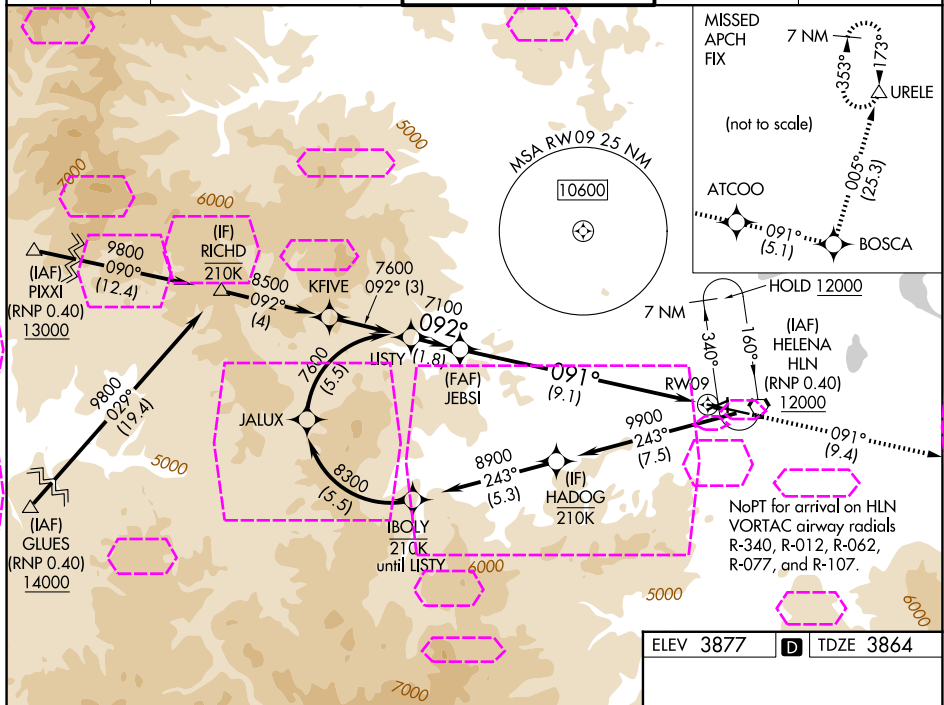 MISSED
APCH
FIX
7 NM
353°
173°
URELE
(not to scale)
005°
(25.3)
ATCOO
091°
(5.1)
BOSCA
MSA RW09 25 NM
10600
5000
7000
6000
(IAF)
PIXXI
(RNP 0.40)
13000
9800
090°
(12.4)
(IF)
RICHD
210K
8500
092°
(4)
KFIVE
7600
092° (3)
7100
092°
(1.8)
LISTY
(FAF)
JEBSI
091°
(9.1)
RW09
HOLD 12000
7 NM
340°
160°
(IAF)
HELENA
HLN
(RNP 0.40)
12000
091°
(9.4)
7600
(5.5)
JALUX
9800
029°
(19.4)
5000
(IAF)
GLUES
(RNP 0.40)
14000
8300
(5.5)
IBOLY
210K
until LISTY
8900
243°
(5.3)
(IF)
HADOG
210K
9900
243°
(7.5)
NoPT for arrival on HLN
VORTAC airway radials
R-340, R-012, R-062,
R-077, and R-107.
6000
5000
6000
7000
ELEV 3877 D TDZE 3864